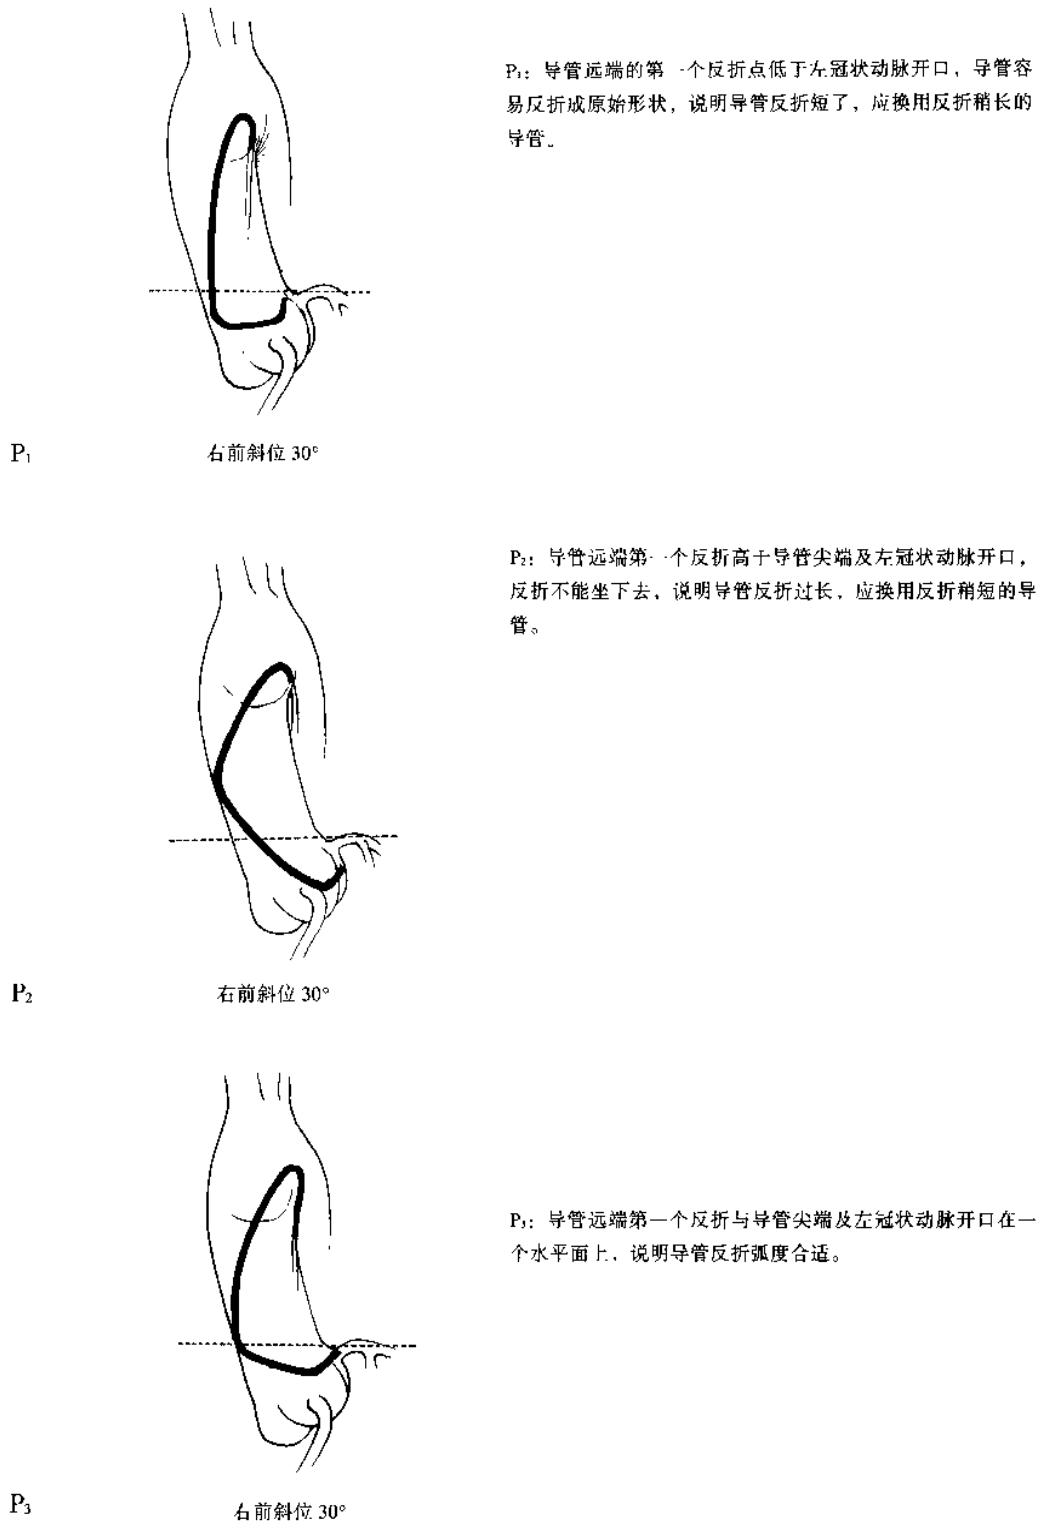 P₁：导管远端的第一个反折点低于左冠状动脉开口，导管容
易反折成原始形状，说明导管反折短了，应换用反折稍长的
导管。
P₁
右前斜位 30°
P₂：导管远端第一个反折高于导管尖端及左冠状动脉开口，
反折不能坐下去，说明导管反折过长，应换用反折稍短的导
管。
P₂
右前斜位 30°
P₃：导管远端第一个反折与导管尖端及左冠状动脉开口在一
个水平面上，说明导管反折弧度合适。
P₃
右前斜位 30°